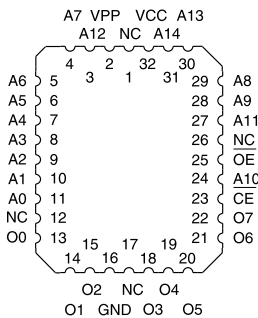 A7 VPP VCC A13
A12 NC A14
4 32 30
3 1 31
A6 5 29 A8
A5 6 28 A9
A4 7 27 A11
A3 8 26 NC
A2 9 25 OE
A1 10 24 A10
A0 11 23 CE
NC 12 22 O7
O0 13 21 O6
15 17 19
14 16 18 20
O2 NC O4
O1 GND O3 O5